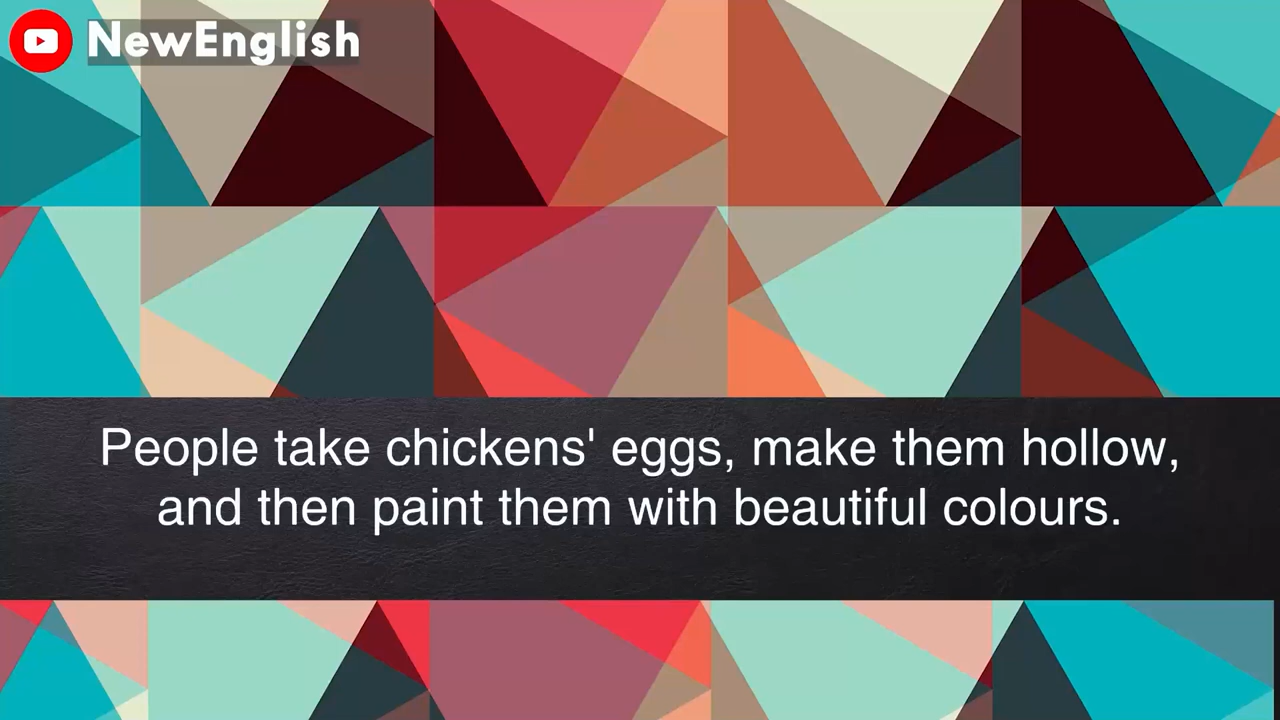 NewEnglish
People take chickens' eggs, make them hollow,
and then paint them with beautiful colours.